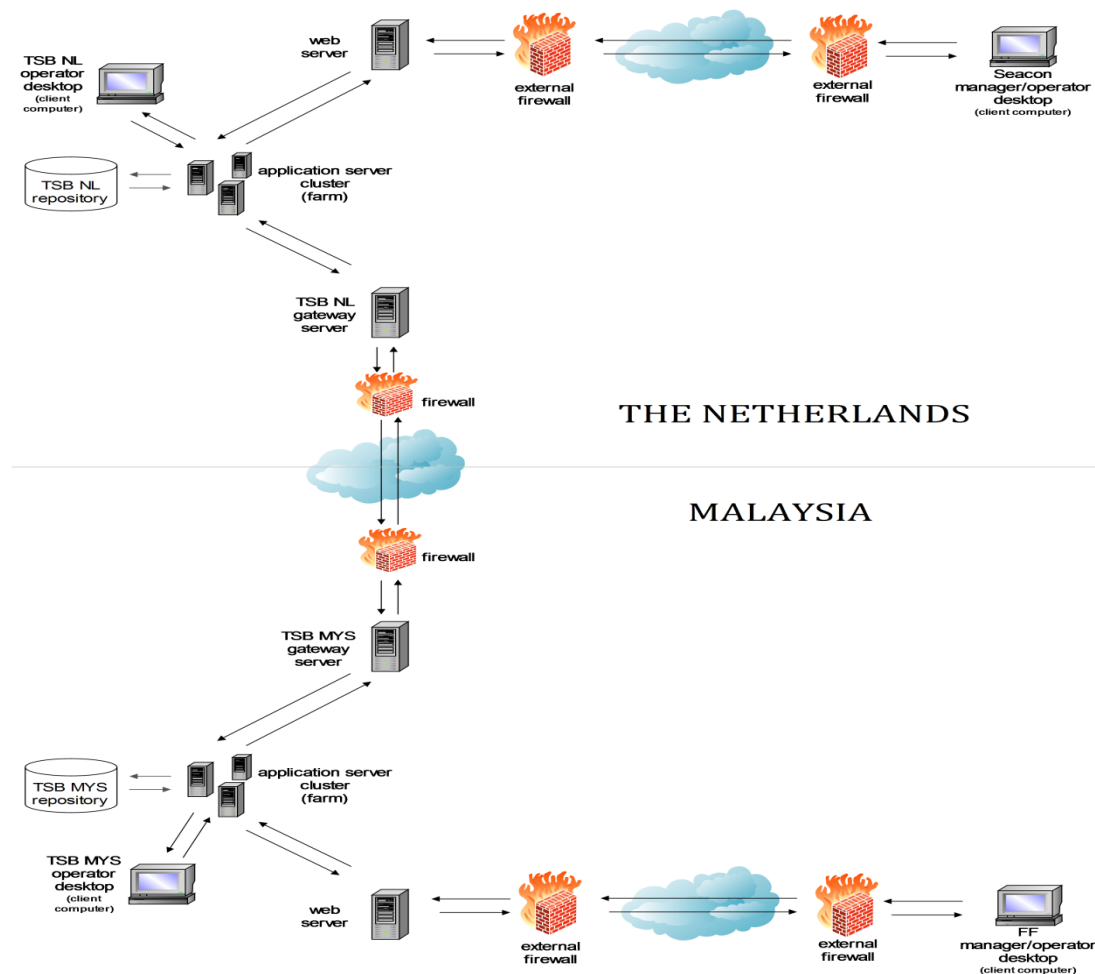 web
server
TSB NL
operator
desktop
(client
computer)
external
firewall
external
firewall
Seacon
manager/operator
desktop
(client computer)
TSB NL
repository
application server
cluster
(farm)
TSB NL
gateway
server
firewall
THE NETHERLANDS
MALAYSIA
firewall
TSB MYS
gateway
server
TSB MYS
repository
application server
cluster
(farm)
TSB MYS
operator
desktop
(client
computer)
web
server
external
firewall
external
firewall
FF
manager/operator
desktop
(client computer)